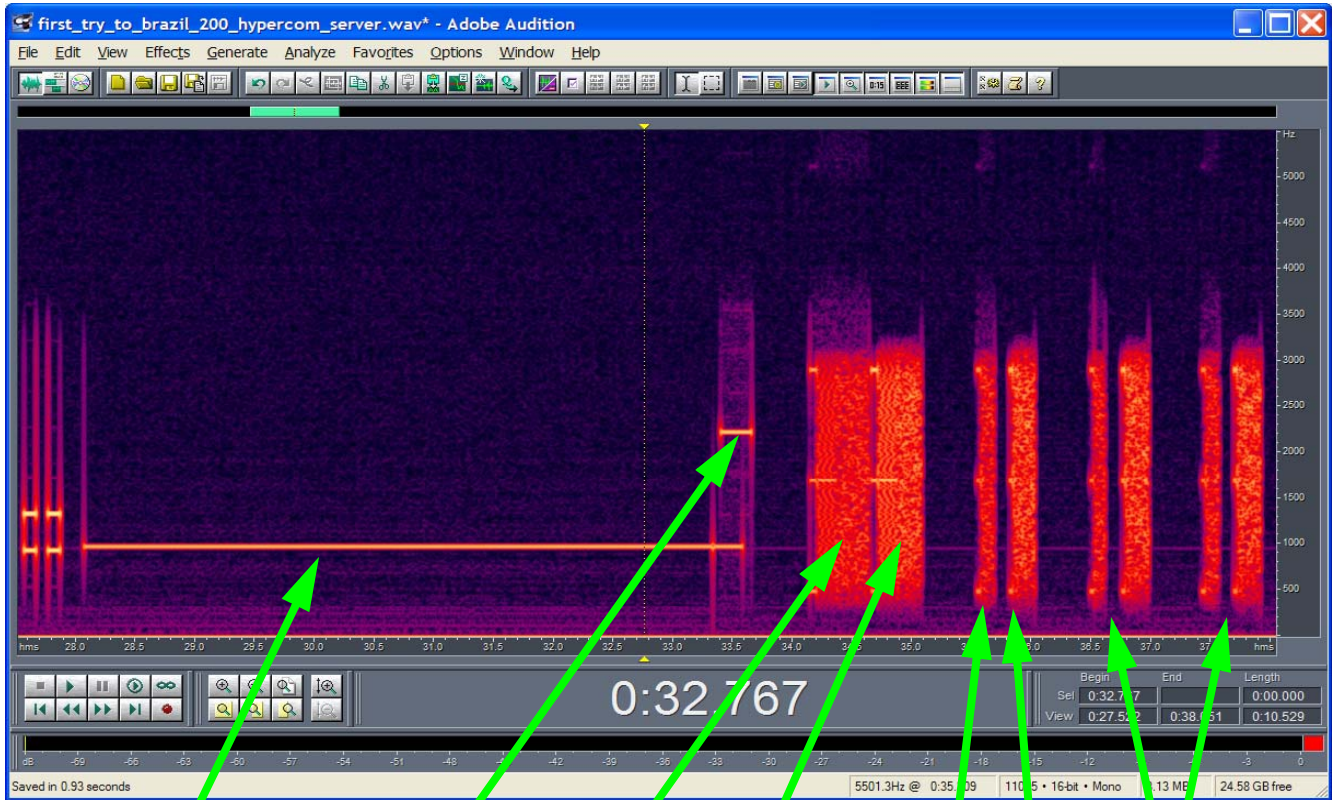 first_try_to_brazil_200_hypercom_server.wav* - Adobe Audition
File Edit View Effects Generate Analyze Favorites Options Window Help
Hz
5000
4500
4000
3500
3000
2500
2000
1500
1000
500
hms 28.0 28.5 29.0 29.5 30.0 30.5 31.0 31.5 32.0 32.5 33.0 33.5 34.0 34.5 35.0 36.5 37.0 hms
0:32.767
Begin End Length
Sel 0:00.000
View 0:27.522 0:10.529
dB -69 -66 -63 -60 -57 -54 -51 -48 -45 -42 -39 -36 -33 -30 -27 -24 -21 -18 -15 -12 -3 0
Saved in 0.93 seconds
5501.3Hz @ 16-bit • Mono 24.58 GB free